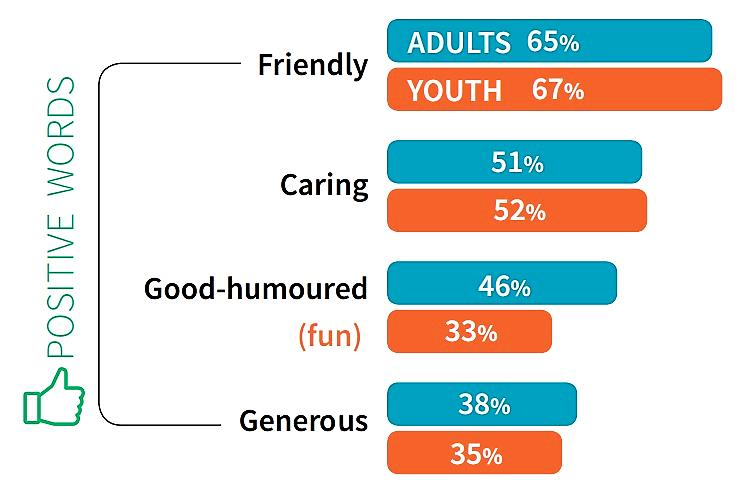 POSITIVE WORDS
Friendly
ADULTS 65%
YOUTH 67%
Caring
51%
52%
Good-humoured
(fun)
46%
33%
Generous
38%
35%